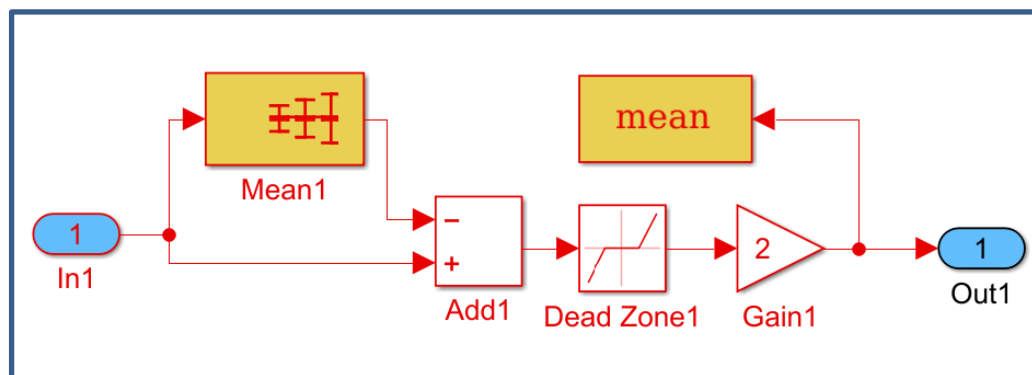 mean
Mean1
1
In1
−
+
Add1
Dead Zone1
2
Gain1
1
Out1